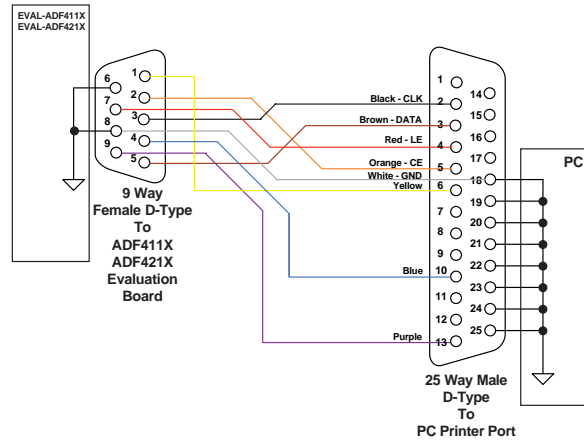 EVAL-ADF411X
EVAL-ADF421X
1
6
2
7
3
8
4
9
5
9 Way
Female D-Type
To
ADF411X
ADF421X
Evaluation
Board
Black - CLK
Brown - DATA
Red - LE
Orange - CE
White - GND
Yellow
Blue
Purple
1
14
2
15
3
16
4
17
5
18
6
19
7
20
8
21
9
22
10
23
11
24
12
25
13
PC
25 Way Male
D-Type
To
PC Printer Port